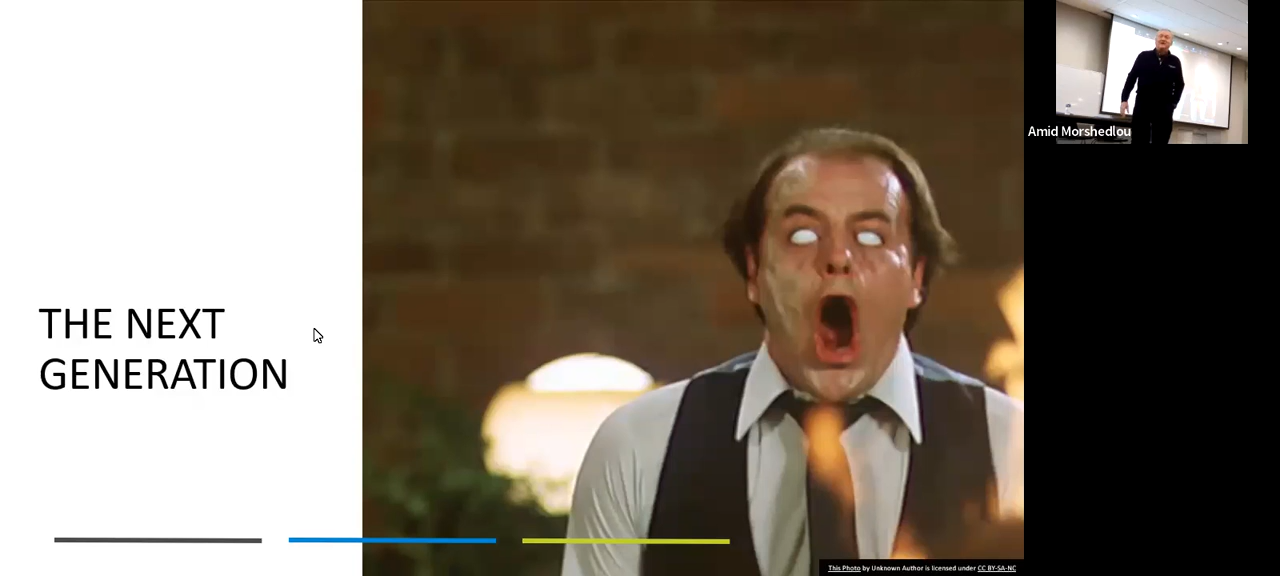 THE NEXT
GENERATION
Amid Morshedlou
This Photo by Unknown Author is licensed under CC BY-SA-NC